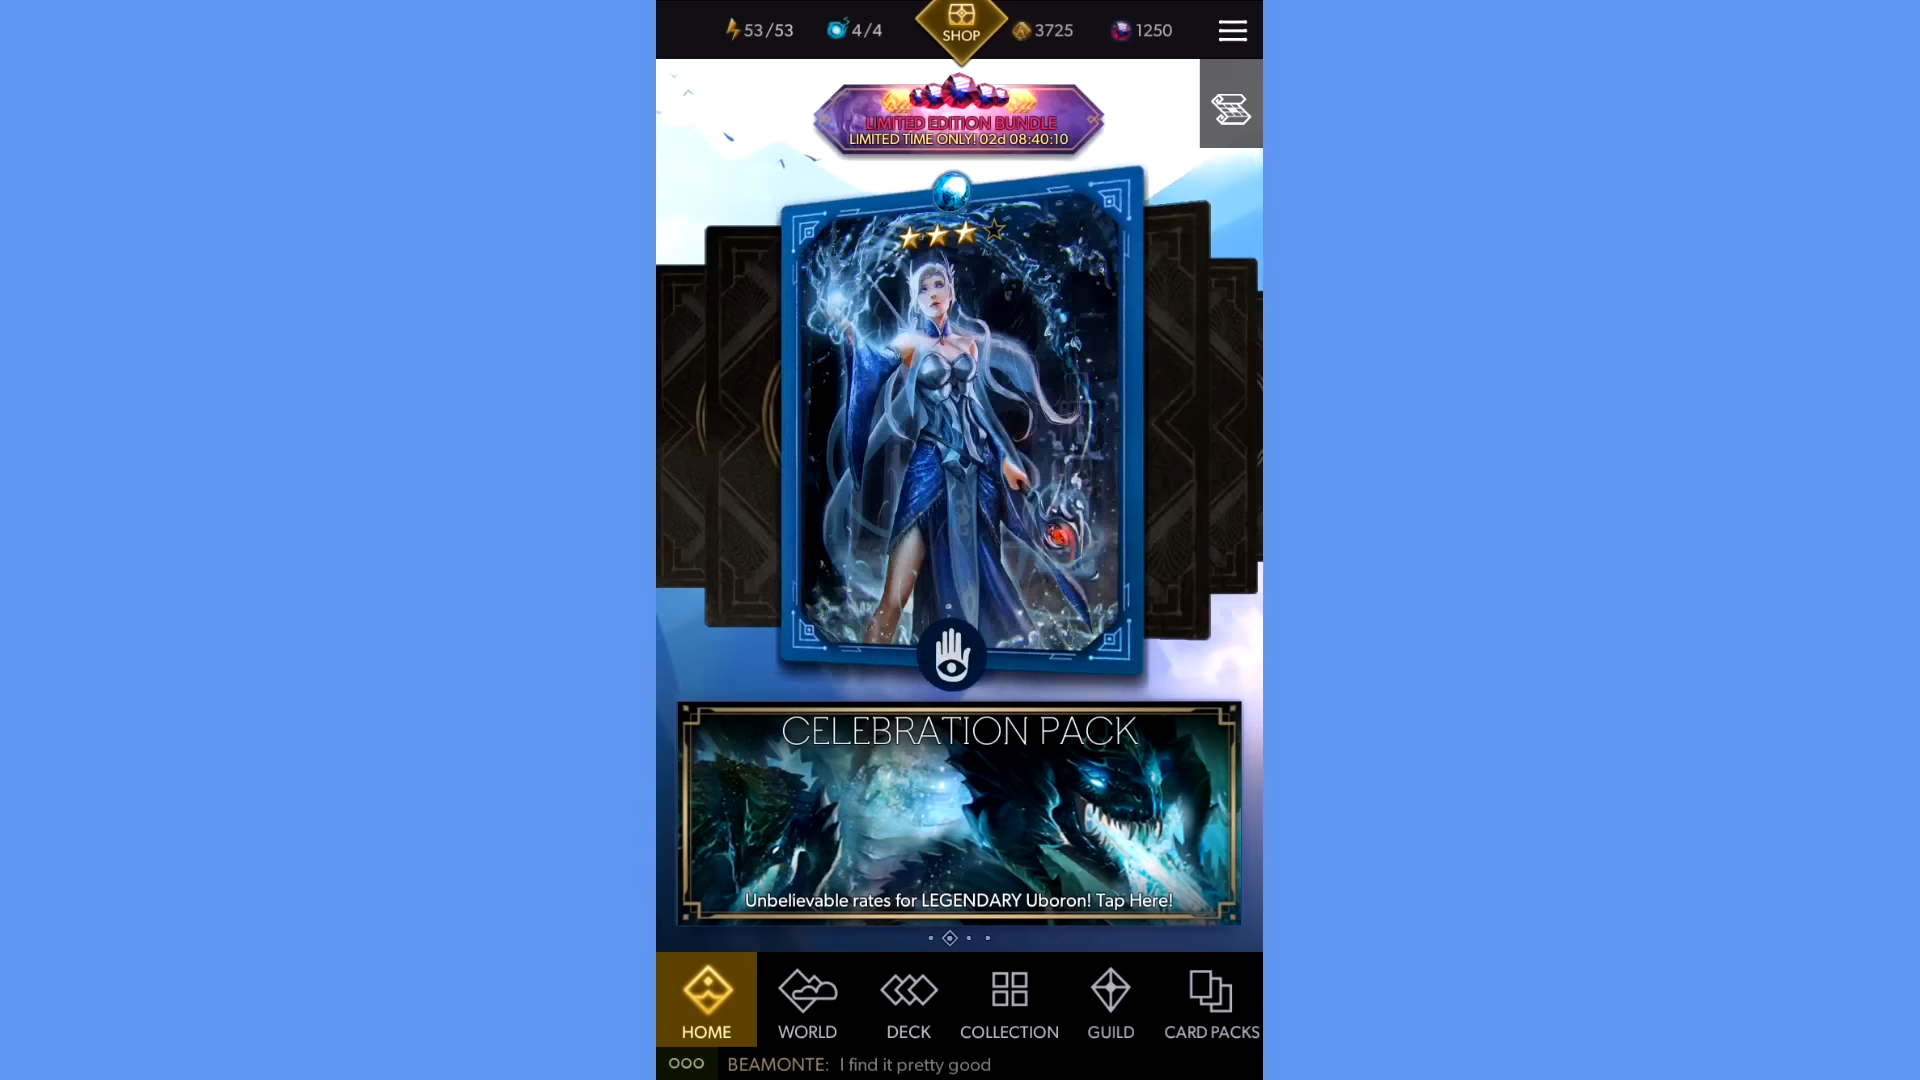 53/53
4/4
SHOP
3725
1250
LIMITED EDITION BUNDLE
LIMITED TIME ONLY! 02d 08:40:10
CELEBRATION PACK
Unbelievable rates for LEGENDARY Uboron! Tap Here!
HOME
WORLD
DECK
COLLECTION
GUILD
CARD PACKS
BEAMONTE: I find it pretty good